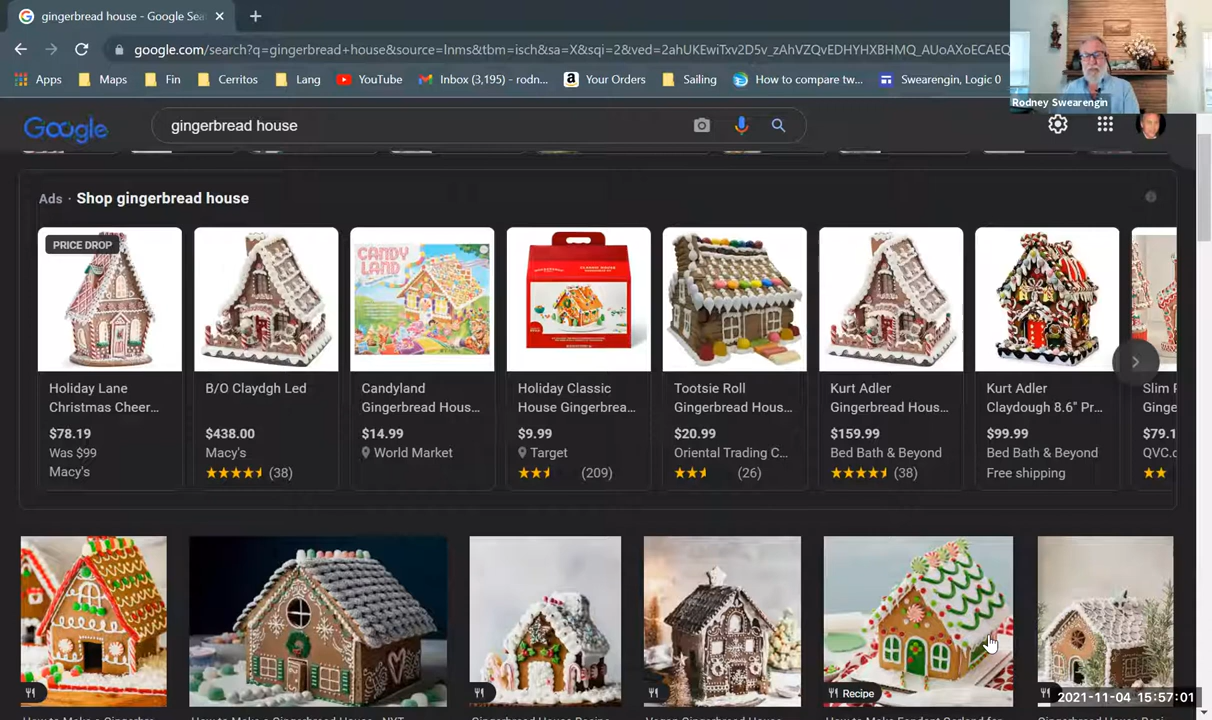 gingerbread house - Google Sea
google.com/search?q=gingerbread+house&source=lnms&tbm=isch&sa=X&sqi=2&ved=2ahUKEwiTxv2D5v_zAhVZQvEDHYHXBHMQ_AUoAXoECAEQ
Apps Maps Fin Cerritos Lang YouTube Inbox (3,195) - rodn... Your Orders Sailing How to compare tw... Swearengin, Logic 0
Rodney Swearengin
Google gingerbread house
Ads · Shop gingerbread house
PRICE DROP
CANDY
LAND
Holiday Lane
Christmas Cheer...
$78.19
Was $99
Macy's
B/O Claydgh Led
$438.00
Macy's
(38)
Candyland
Gingerbread Hous...
$14.99
World Market
Holiday Classic
House Gingerbrea...
$9.99
Target
(209)
Tootsie Roll
Gingerbread Hous...
$20.99
Oriental Trading C...
(26)
Kurt Adler
Gingerbread Hous...
$159.99
Bed Bath & Beyond
(38)
Kurt Adler
Claydough 8.6" Pr...
$99.99
Bed Bath & Beyond
Free shipping
Slim
Ginge
$79.1
QVC.c
Recipe
2021-11-04 15:57:01